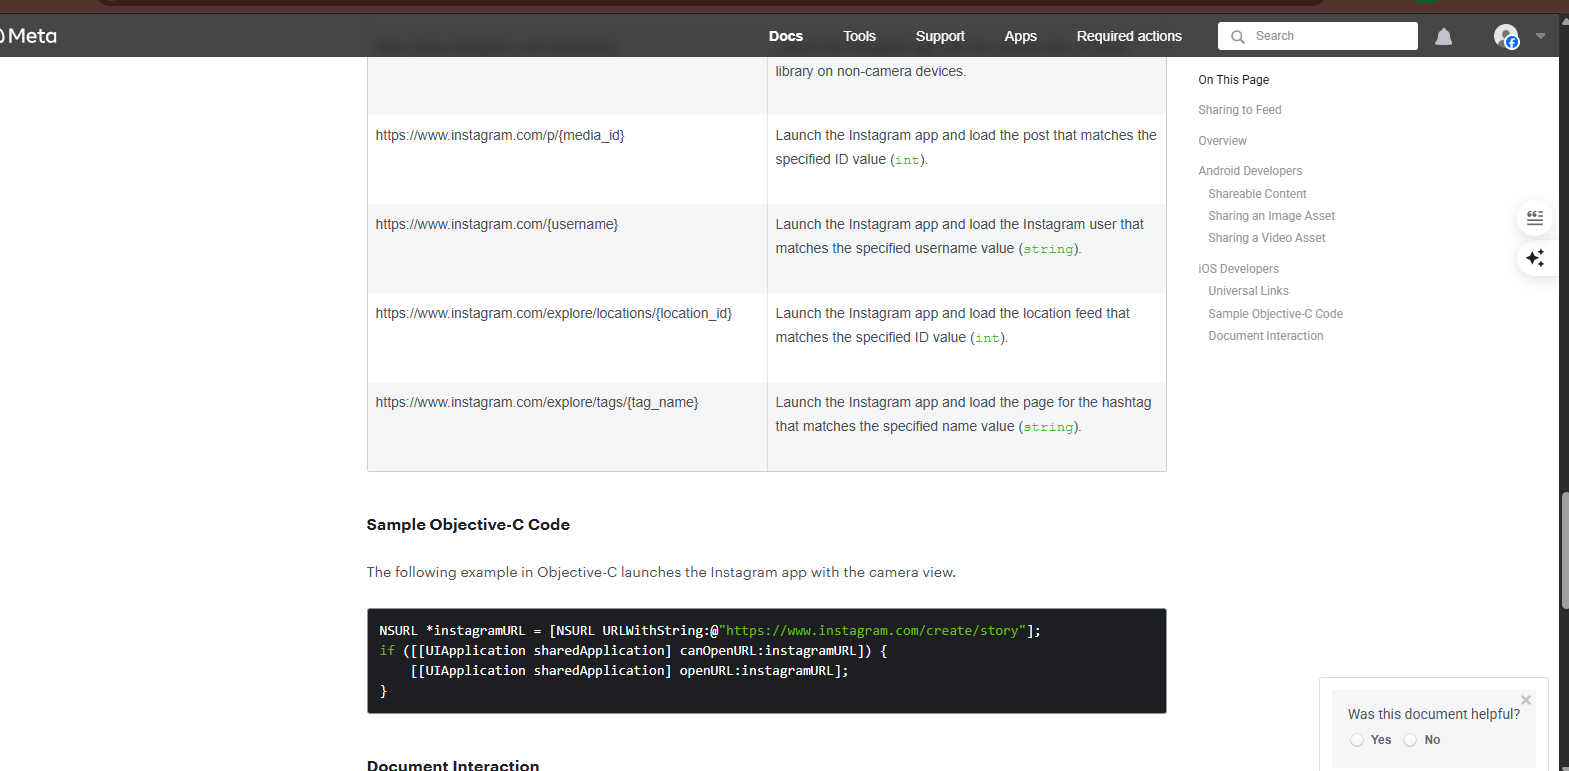 Meta
Docs
Tools
Support
Apps
Required actions
Search
library on non-camera devices.
https://www.instagram.com/p/{media_id}
Launch the Instagram app and load the post that matches the
specified ID value (int).
https://www.instagram.com/{username}
Launch the Instagram app and load the Instagram user that
matches the specified username value (string).
https://www.instagram.com/explore/locations/{location_id}
Launch the Instagram app and load the location feed that
matches the specified ID value (int).
https://www.instagram.com/explore/tags/{tag_name}
Launch the Instagram app and load the page for the hashtag
that matches the specified name value (string).
Sample Objective-C Code
The following example in Objective-C launches the Instagram app with the camera view.
NSURL *instagramURL = [NSURL URLWithString:@"https://www.instagram.com/create/story"];
if ([[UIApplication sharedApplication] canOpenURL:instagramURL]) {
    [[UIApplication sharedApplication] openURL:instagramURL];
}
Document Interaction
On This Page
Sharing to Feed
Overview
Android Developers
Shareable Content
Sharing an Image Asset
Sharing a Video Asset
iOS Developers
Universal Links
Sample Objective-C Code
Document Interaction
Was this document helpful?
Yes
No